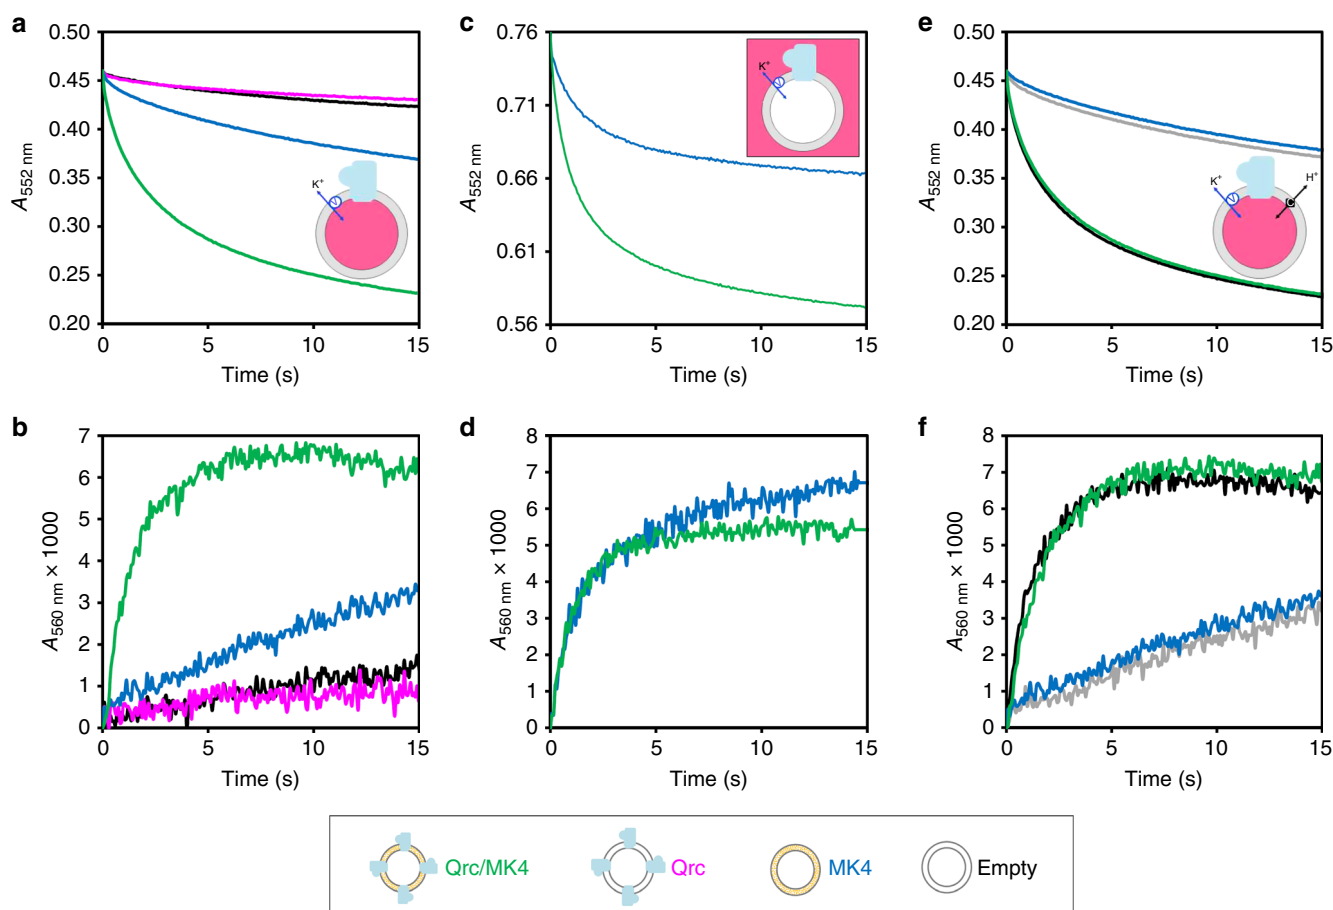 a
0.50
0.45
0.40
0.35
0.30
0.25
0.20
A552 nm
K+
V
0
5
10
15
Time (s)
c
0.76
0.71
0.66
0.61
0.56
A552 nm
K+
V
0
5
10
15
Time (s)
e
0.50
0.45
0.40
0.35
0.30
0.25
0.20
A552 nm
K+
V
H+
C
0
5
10
15
Time (s)
b
7
6
5
4
3
2
1
0
A560 nm × 1000
0
5
10
15
Time (s)
d
8
7
6
5
4
3
2
1
0
A560 nm × 1000
0
5
10
15
Time (s)
f
8
7
6
5
4
3
2
1
0
A560 nm × 1000
0
5
10
15
Time (s)
Qrc/MK4
Qrc
MK4
Empty